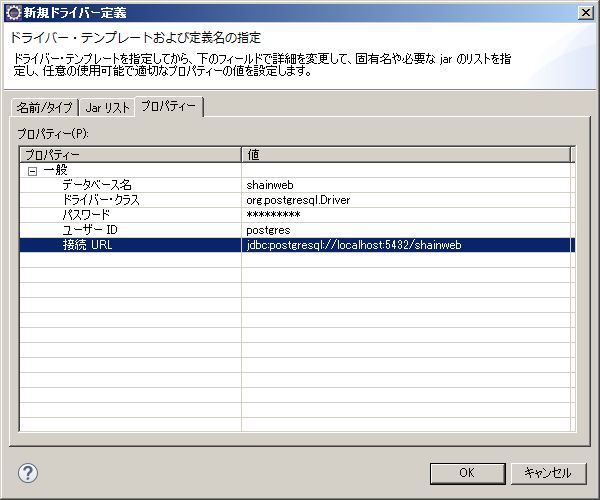 新規ドライバー定義
ドライバー・テンプレートおよび定義名の指定
ドライバー・テンプレートを指定してから、下のフィールドで詳細を変更して、固有名や必要な jar のリストを指
定し、任意の使用可能で適切なプロパティーの値を設定します。
名前/タイプ Jar リスト プロパティー
プロパティー(P):
プロパティー 値
一般
データベース名 shainweb
ドライバー・クラス org.postgresql.Driver
パスワード *********
ユーザー ID postgres
接続 URL jdbc:postgresql://localhost:5432/shainweb
? OK キャンセル